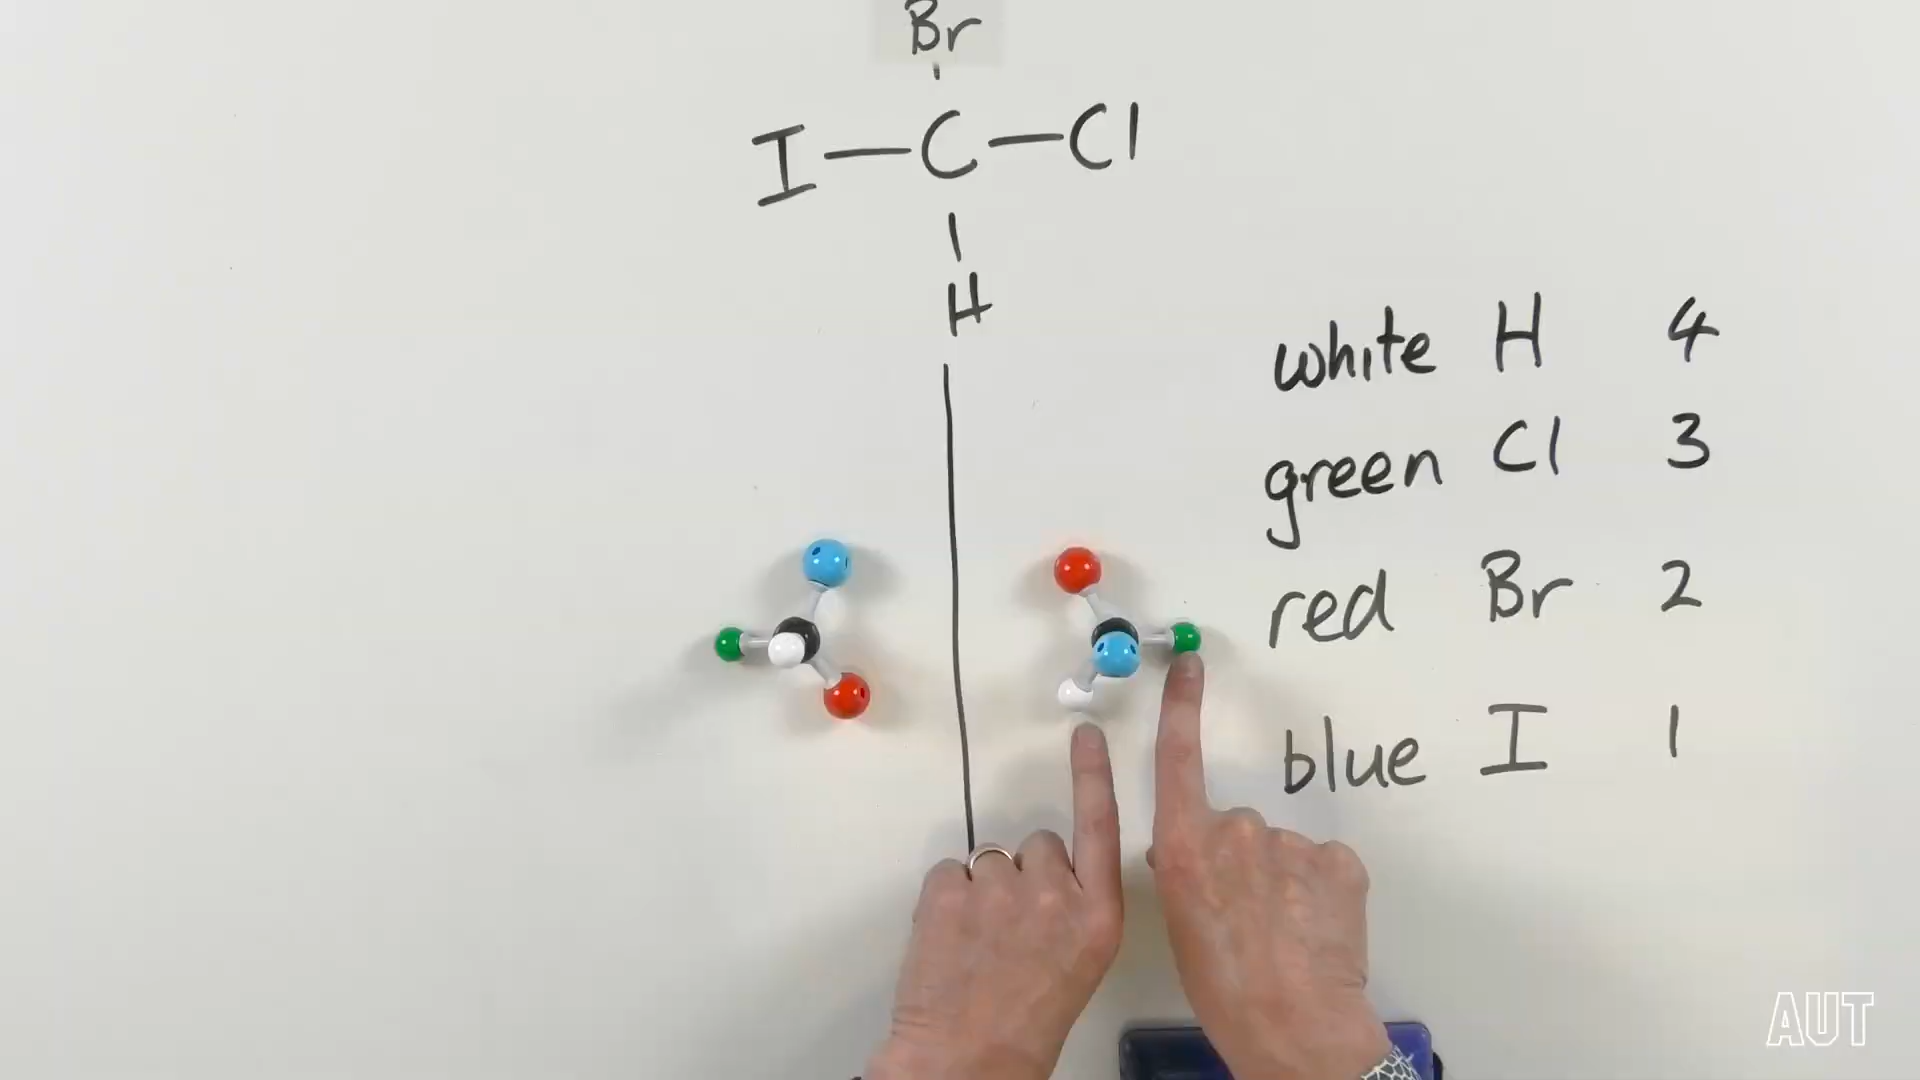 Br
I—C—Cl
H
white H 4
green Cl 3
red Br 2
blue I 1
AUT